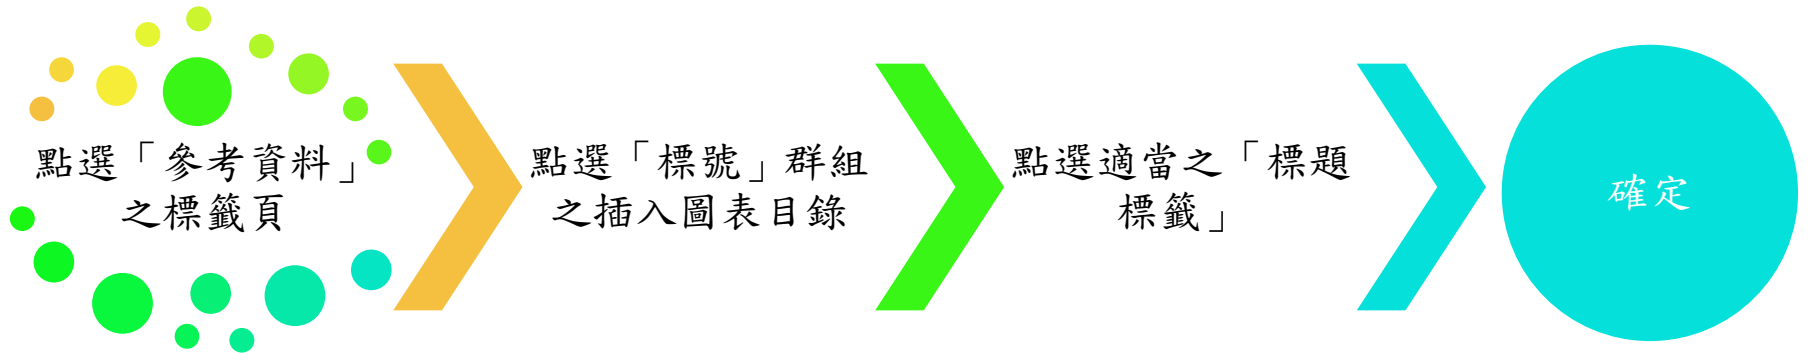 點選「參考資料」
之標籤頁
點選「標號」群組
之插入圖表目錄
點選適當之「標題
標籤」
確定